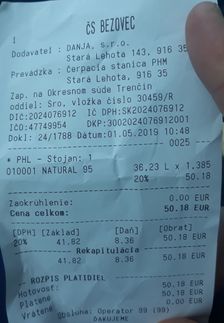 1
ČS BEZOVEC
Dodávateľ : DANJA, s.r.o.
Stará Lehota 143, 916 35
Prevádzka : Čerpacia stanica PHM
Stará Lehota, 916 35
Zap. na Okresnom súde Trenčín
oddiel: Sro, vložka číslo 30459/R
DIČ:2024076912 IČ DPH:SK2024076912
IČO:47749954 DKP:3002024076912001
Dokl: 24/1788 Dátum:01.05.2019 10:48
0025
* PHL - Stojan: 1
36.23 L x 1.385
010001 NATURAL 95 20% 50.18
Zaokrúhlenie: 0.00 EUR
Cena celkom: 50.18 EUR
[DPH] [Základ] [Daň] [Obrat]
20% 41.82 8.36 50.18 EUR
Rekapitulácia
41.82 8.36 50.18 EUR
ROZPIS PLATIDIEL
Hotovosť: 50.18 EUR
Platené 50.18 EUR
Vrátené 0.00 EUR
Obsluha: Operator 99 (99)
ĎAKUJEME